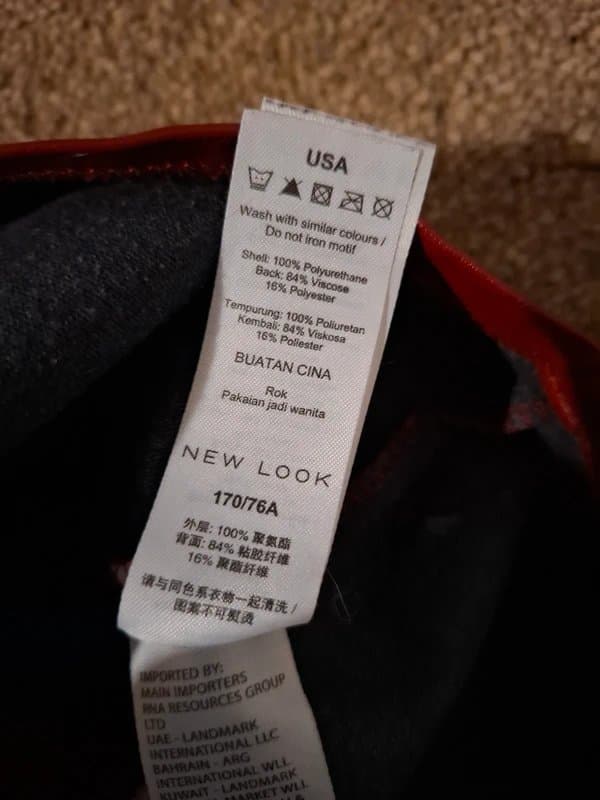 USA
Wash with similar colours /
Do not iron motif
Shell: 100% Polyurethane
Back: 84% Viscose
16% Polyester
Tempurung: 100% Poliuretan
Kembali: 84% Viskosa
16% Poliester
BUATAN CINA
Rok
Pakaian jadi wanita
NEW LOOK
170/76A
外层: 100% 聚氨酯
背面: 84% 粘胶纤维
16% 聚酯纤维
请与同色系衣物一起清洗 /
图案不可熨烫
IMPORTED BY:
MAIN IMPORTERS
RNA RESOURCES GROUP
LTD
UAE - LANDMARK
INTERNATIONAL LLC
BAHRAIN - ARG
INTERNATIONAL WLL
KUWAIT - LANDMARK
MARKET WLL